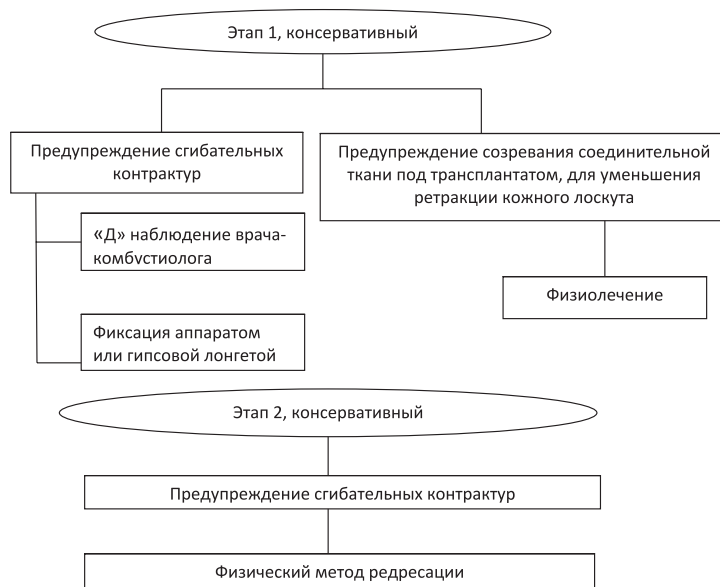 Этап 1, консервативный
Предупреждение сгибательных
контрактур
Предупреждение созревания соединительной
ткани под трансплантатом, для уменьшения
ретракции кожного лоскута
«Д» наблюдение врача-
комбустиолога
Физиолечение
Фиксация аппаратом
или гипсовой лонгетой
Этап 2, консервативный
Предупреждение сгибательных контрактур
Физический метод редресации